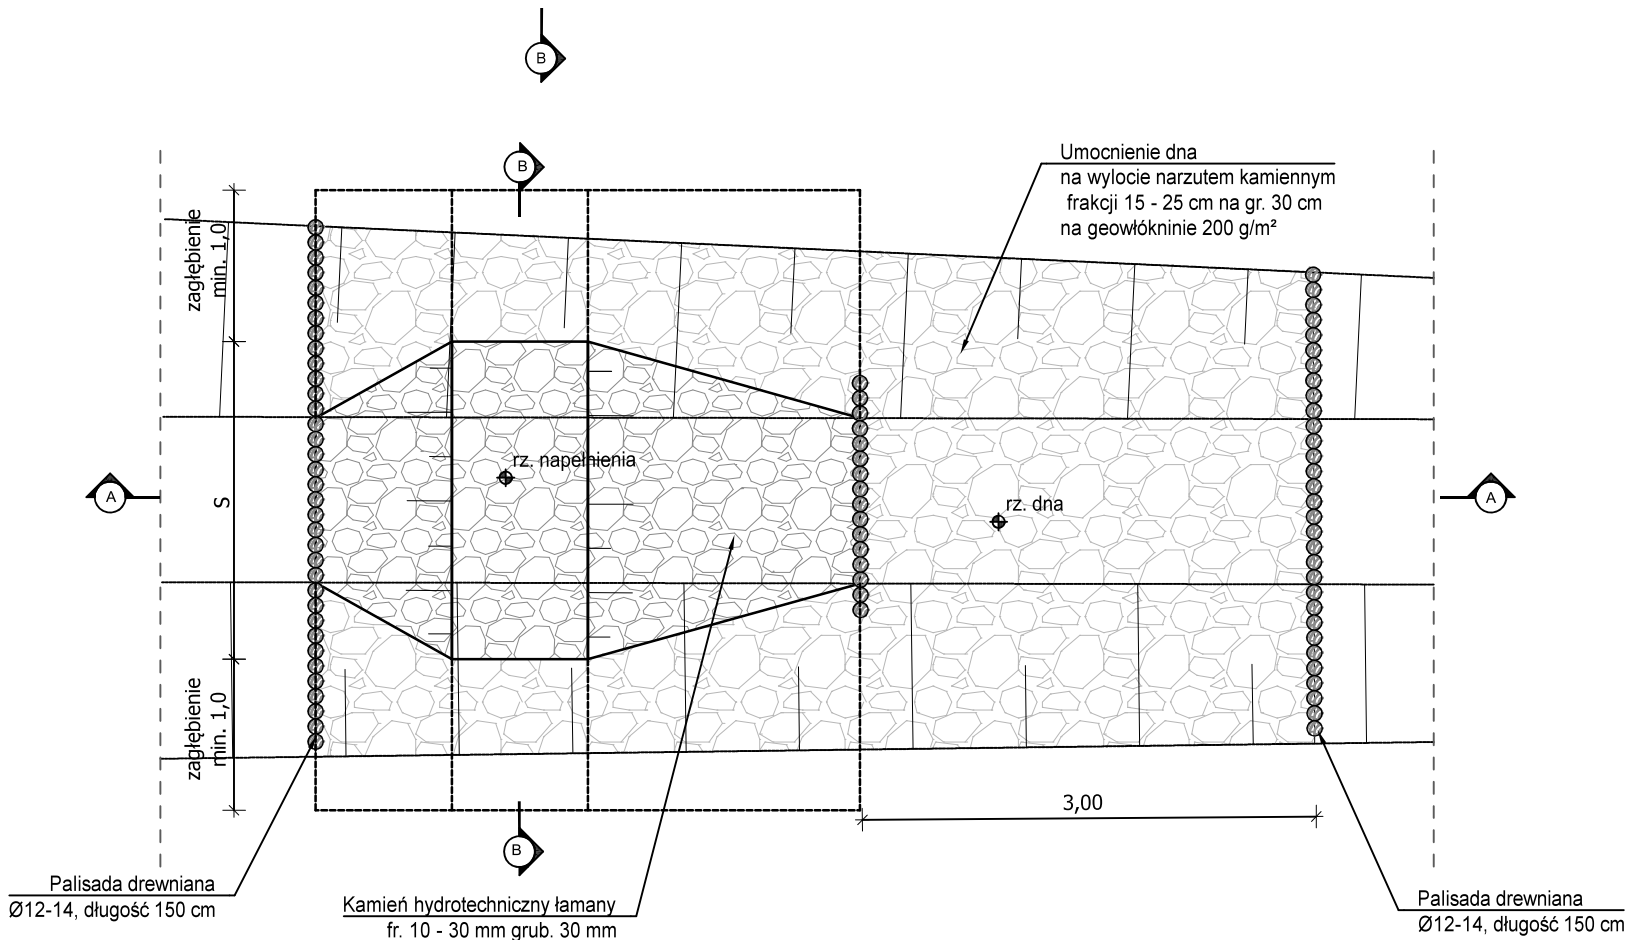 B
B
Umocnienie dna
na wylocie narzutem kamiennym
frakcji 15 - 25 cm na gr. 30 cm
na geowłókninie 200 g/m²
zagłębienie
min. 1,0
rz. napełnienia
A
S
rz. dna
A
zagłębienie
min. 1,0
3,00
B
Palisada drewniana
Ø12-14, długość 150 cm
Kamień hydrotechniczny łamany
fr. 10 - 30 mm grub. 30 mm
Palisada drewniana
Ø12-14, długość 150 cm